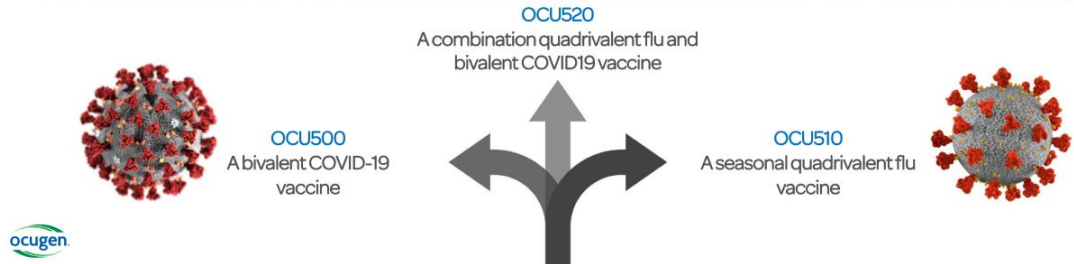 OCU520
A combination quadrivalent flu and
bivalent COVID19 vaccine
OCU500
A bivalent COVID-19
vaccine
OCU510
A seasonal quadrivalent flu
vaccine
ocugen.